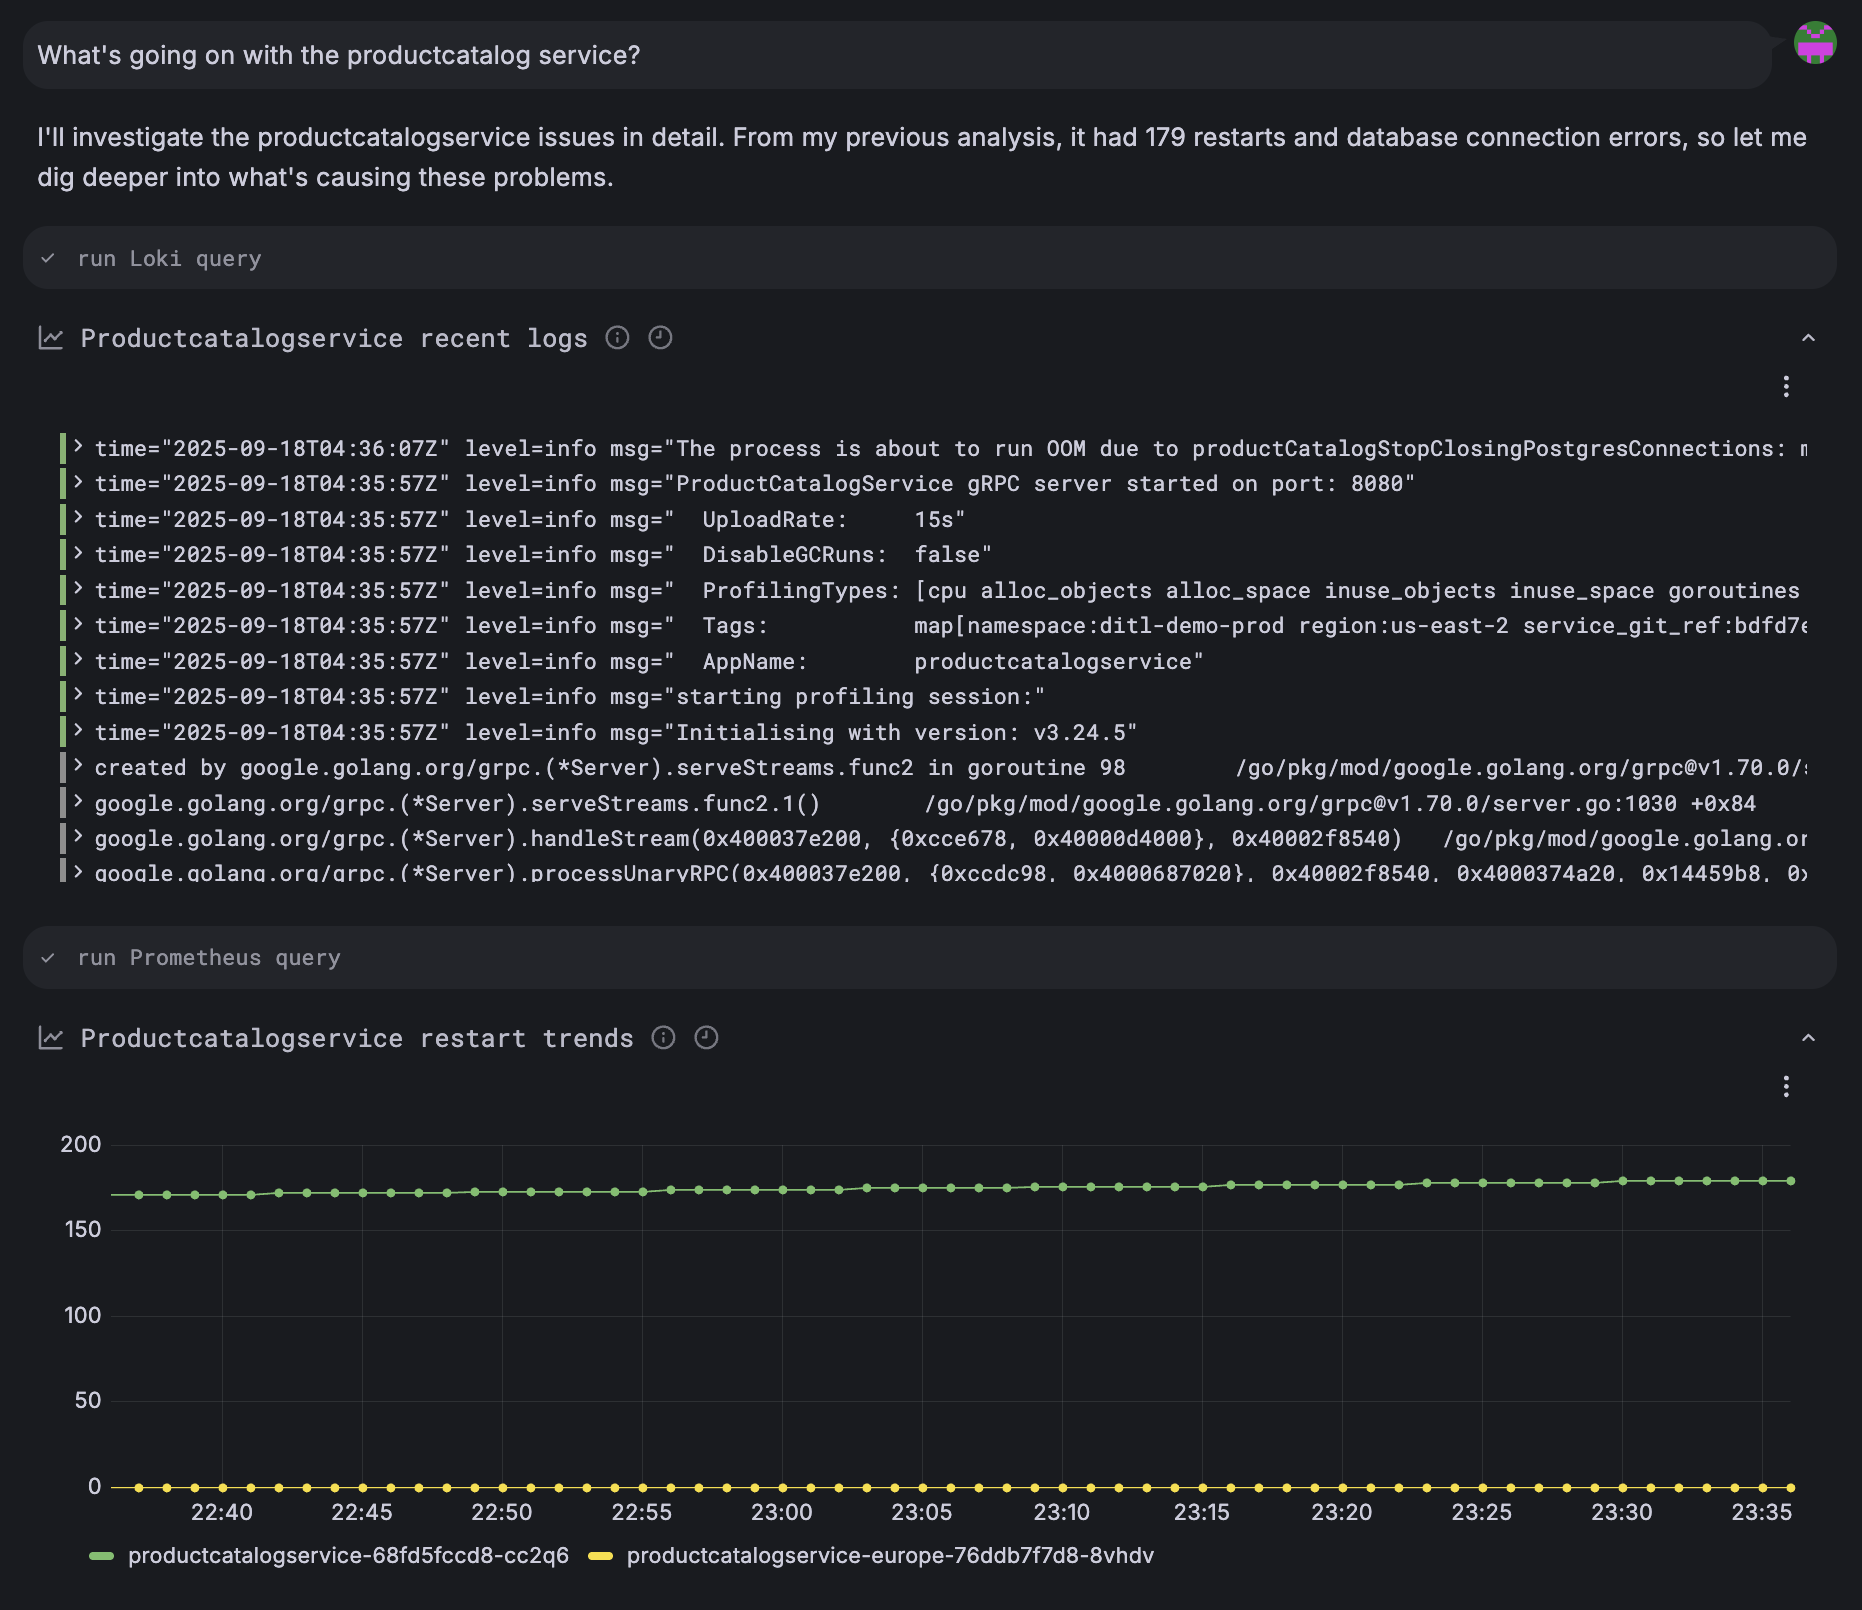 What's going on with the productcatalog service?
I'll investigate the productcatalogservice issues in detail. From my previous analysis, it had 179 restarts and database connection errors, so let me
dig deeper into what's causing these problems.
run Loki query
Productcatalogservice recent logs
time="2025-09-18T04:36:07Z" level=info msg="The process is about to run OOM due to productCatalogStopClosingPostgresConnections:
time="2025-09-18T04:35:57Z" level=info msg="ProductCatalogService gRPC server started on port: 8080"
time="2025-09-18T04:35:57Z" level=info msg="  UploadRate:     15s"
time="2025-09-18T04:35:57Z" level=info msg="  DisableGCRuns:  false"
time="2025-09-18T04:35:57Z" level=info msg="  ProfilingTypes: [cpu alloc_objects alloc_space inuse_objects inuse_space goroutines
time="2025-09-18T04:35:57Z" level=info msg="  Tags:           map[namespace:ditl-demo-prod region:us-east-2 service_git_ref:bdfd7e
time="2025-09-18T04:35:57Z" level=info msg="  AppName:        productcatalogservice"
time="2025-09-18T04:35:57Z" level=info msg="starting profiling session:"
time="2025-09-18T04:35:57Z" level=info msg="Initialising with version: v3.24.5"
created by google.golang.org/grpc.(*Server).serveStreams.func2 in goroutine 98        /go/pkg/mod/google.golang.org/grpc@v1.70.0/s
google.golang.org/grpc.(*Server).serveStreams.func2.1()        /go/pkg/mod/google.golang.org/grpc@v1.70.0/server.go:1030 +0x84
google.golang.org/grpc.(*Server).handleStream(0x400037e200, {0xcce678, 0x40000d4000}, 0x40002f8540)   /go/pkg/mod/google.golang.or
google.golang.org/grpc.(*Server).processUnaryRPC(0x400037e200, {0xccdc98, 0x4000687020}, 0x40002f8540, 0x4000374a20, 0x14459b8, 0x
run Prometheus query
Productcatalogservice restart trends
200
150
100
50
0
22:40 22:45 22:50 22:55 23:00 23:05 23:10 23:15 23:20 23:25 23:30 23:35
productcatalogservice-68fd5fccd8-cc2q6 productcatalogservice-europe-76ddb7f7d8-8vhdv